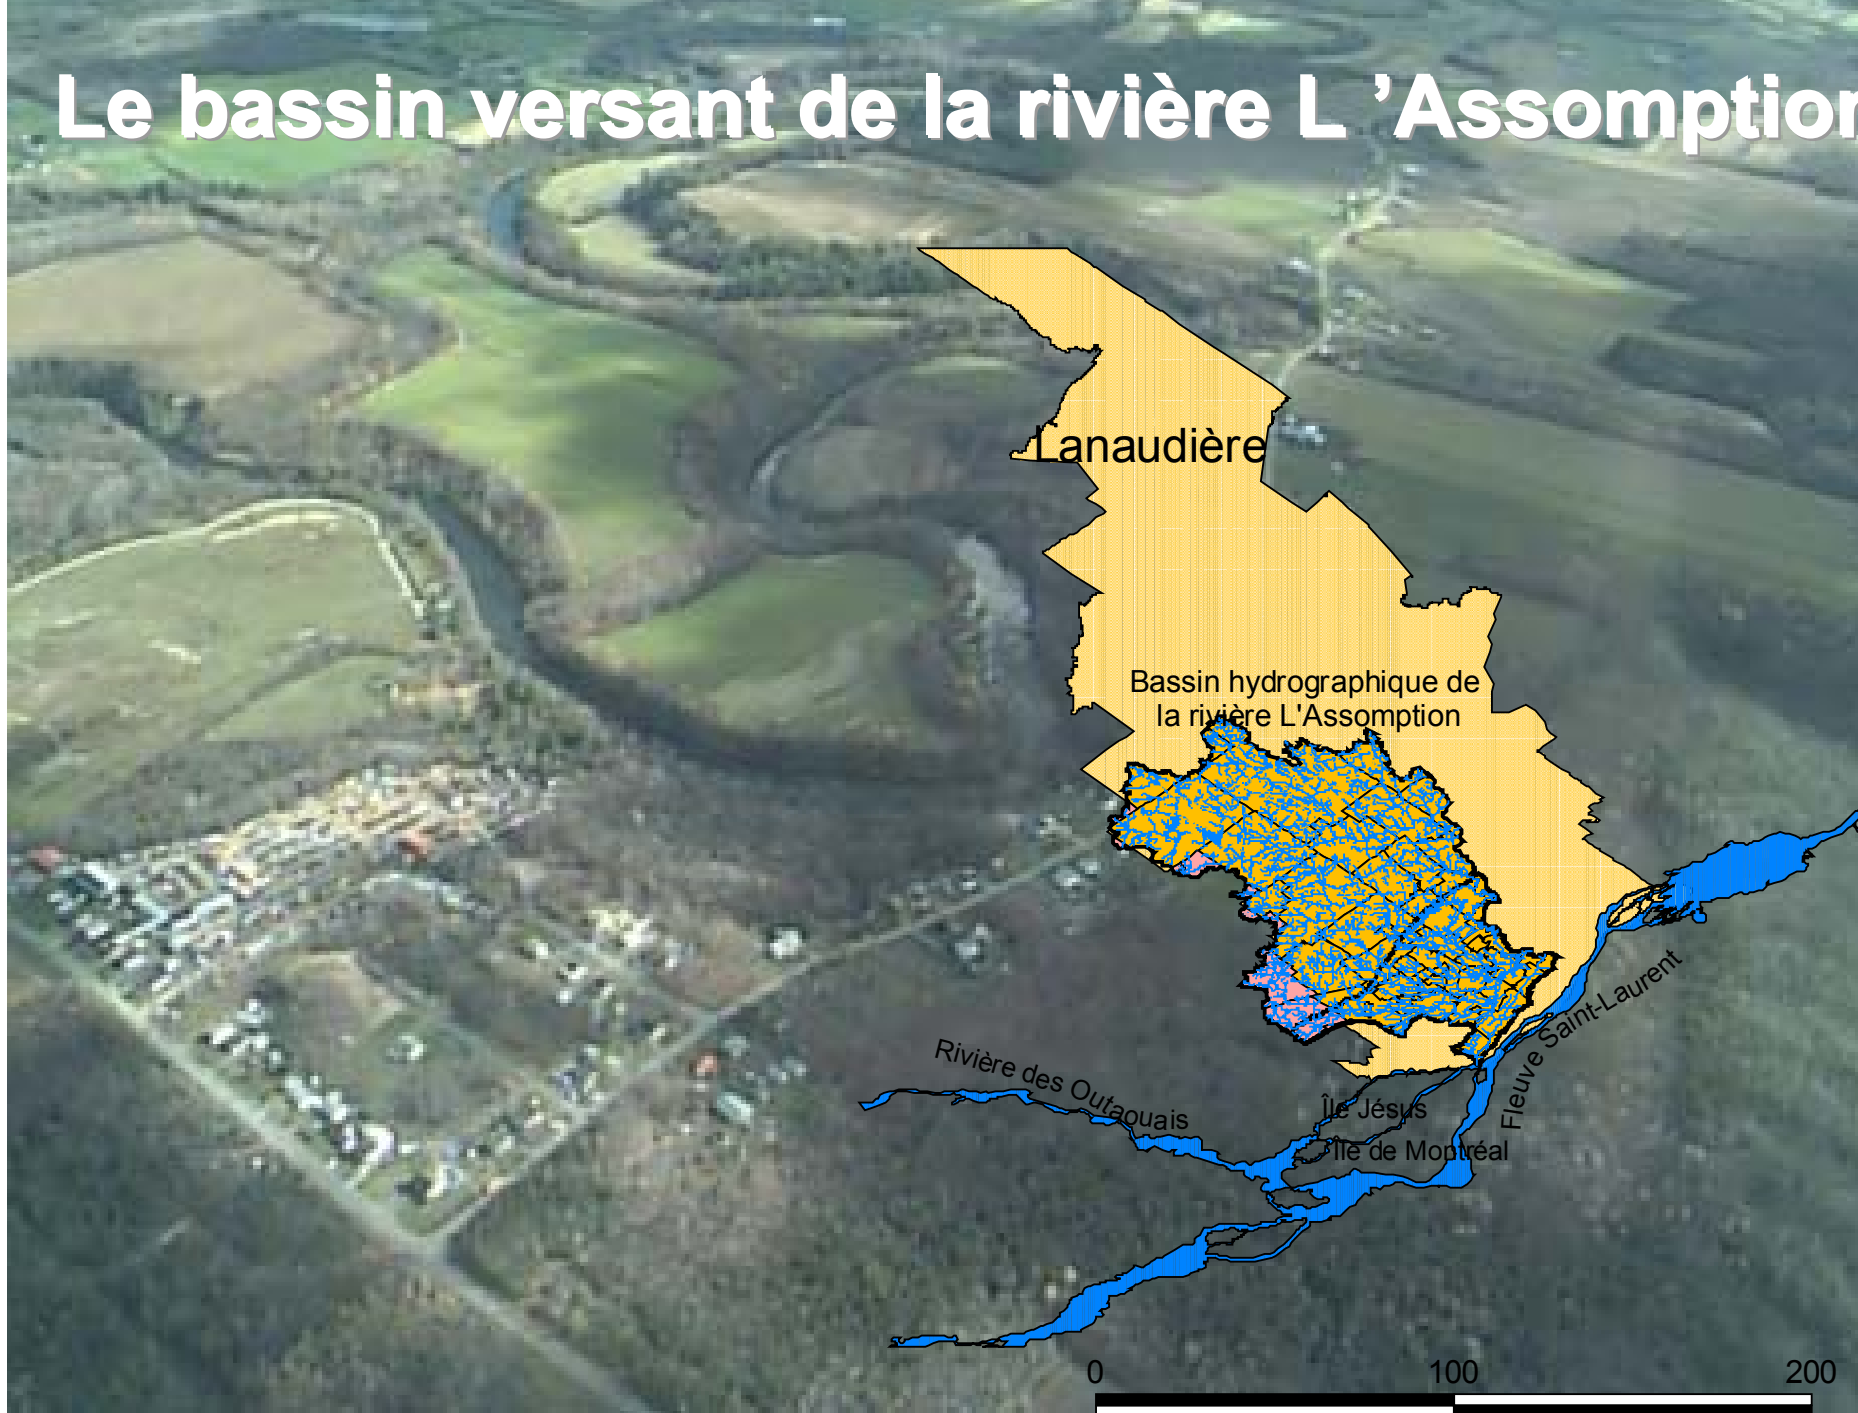 Le bassin versant de la rivière L ’Assomption
Lanaudière
Bassin hydrographique de
la rivière L'Assomption
Fleuve Saint-Laurent
Rivière des Outaouais
Île Jésus
Île de Montréal
0 100 200